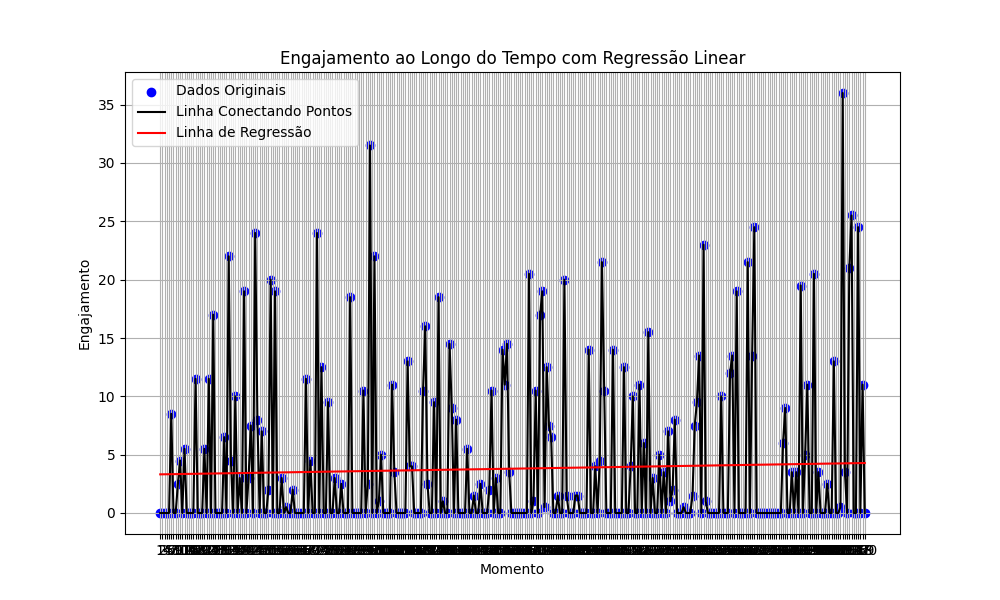 Engajamento ao Longo do Tempo com Regressão Linear
Dados Originais
Linha Conectando Pontos
Linha de Regressão
35
30
25
20
15
10
5
0
Engajamento
Momento